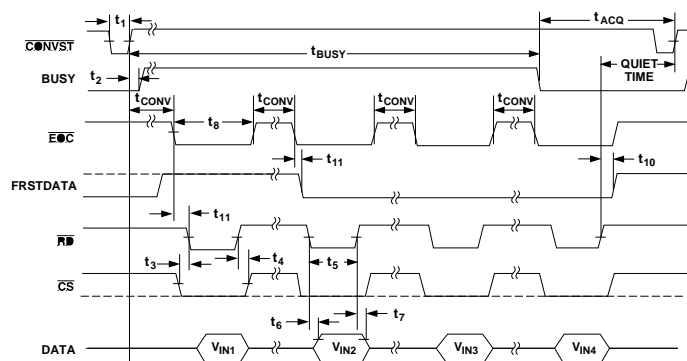 t1
tACQ
CONVST
tBUSY
QUIET
TIME
BUSY
t2
tCONV
tCONV
tCONV
tCONV
t8
EOC
t11
t10
FRSTDATA
t11
RD
t3
t4
t5
CS
t6
t7
DATA
VIN1
VIN2
VIN3
VIN4